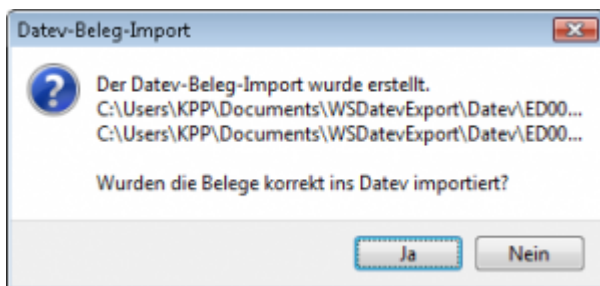 Datev-Beleg-Import
Der Datev-Beleg-Import wurde erstellt.
C:\Users\KPP\Documents\WSDatevExport\Datev\ED00...
C:\Users\KPP\Documents\WSDatevExport\Datev\ED00...
Wurden die Belege korrekt ins Datev importiert?
Ja
Nein